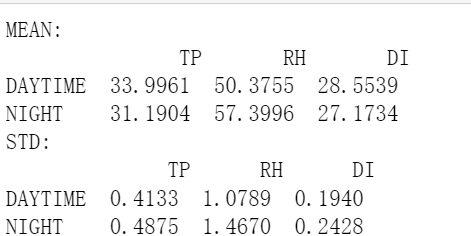 MEAN:
TP RH DI
DAYTIME 33.9961 50.3755 28.5539
NIGHT 31.1904 57.3996 27.1734
STD:
TP RH DI
DAYTIME 0.4133 1.0789 0.1940
NIGHT 0.4875 1.4670 0.2428